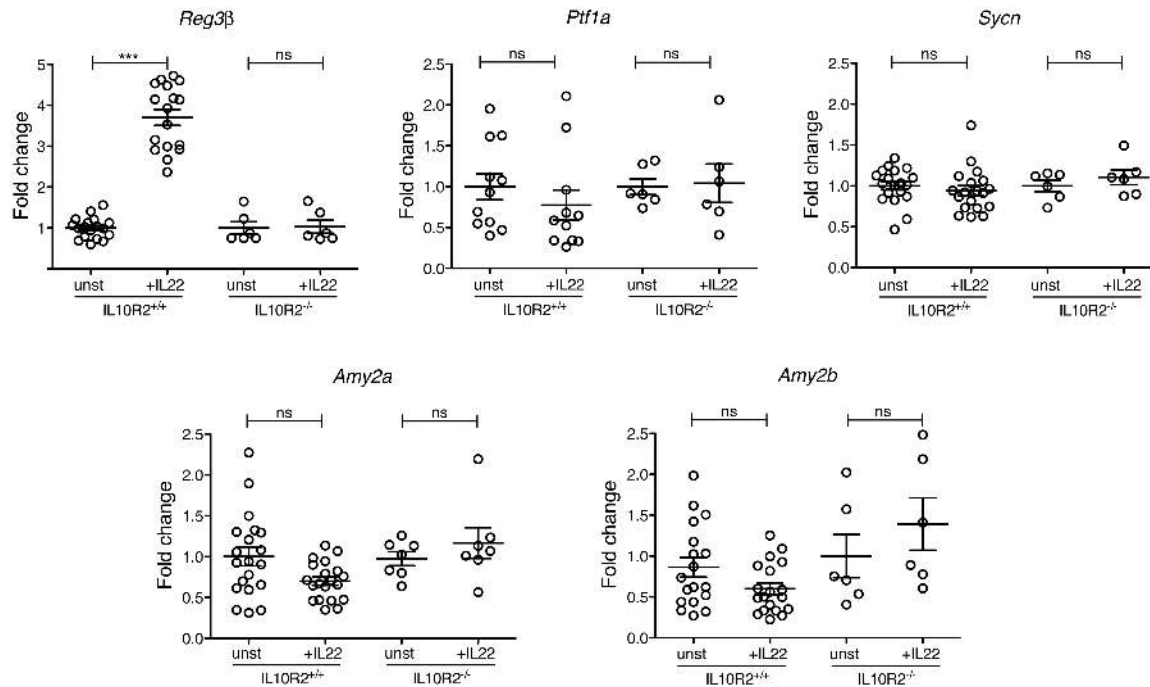 Reg3β
***
ns
Fold change
5
4
3
2
1
unst
+IL22
unst
+IL22
IL10R2+/+
IL10R2-/-
Ptf1a
ns
ns
Fold change
2.5
2.0
1.5
1.0
0.5
0.0
unst
+IL22
unst
+IL22
IL10R2+/+
IL10R2-/-
Sycn
ns
ns
Fold change
2.5
2.0
1.5
1.0
0.5
0.0
unst
+IL22
unst
+IL22
IL10R2+/+
IL10R2-/-
Amy2a
ns
ns
Fold change
2.5
2.0
1.5
1.0
0.5
0.0
unst
+IL22
unst
+IL22
IL10R2+/+
IL10R2-/-
Amy2b
ns
ns
Fold change
2.5
2.0
1.5
1.0
0.5
0.0
unst
+IL22
unst
+IL22
IL10R2+/+
IL10R2-/-